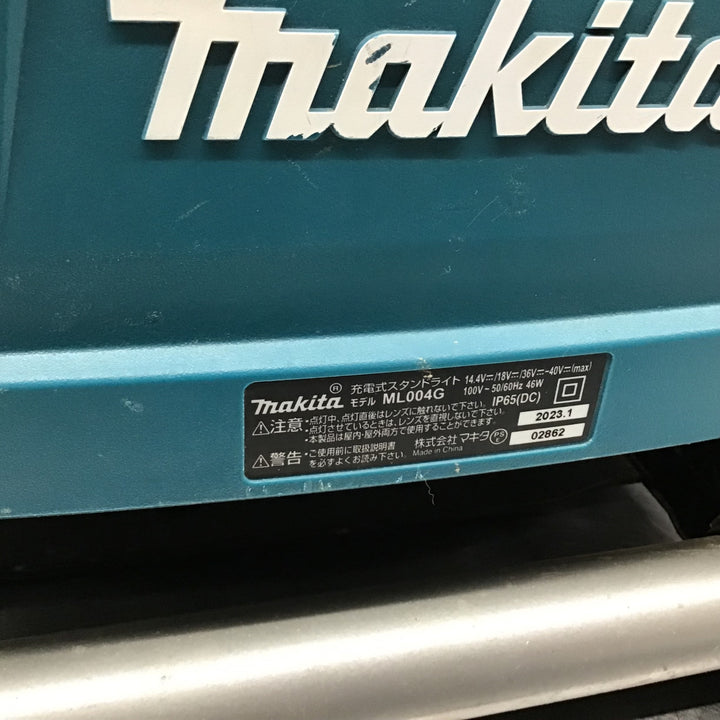 makita
makita® 充電式スタンドライト 14.4V⎓/18V⎓/36V⎓-40V⎓(max)
モデル ML004G 100V~50/60Hz 46W
IP65(DC)
⚠注意:・点灯中、点灯直後はレンズに触れないで下さい。
・点灯させているときは、レンズを直視しないでください。
・本製品は屋内・屋外両方で使用することができます。
2023.1
02862
⚠警告・ご使用前に取扱説明書
を必ずよくお読み下さい。
株式会社マキタ
PS
E
Made in China